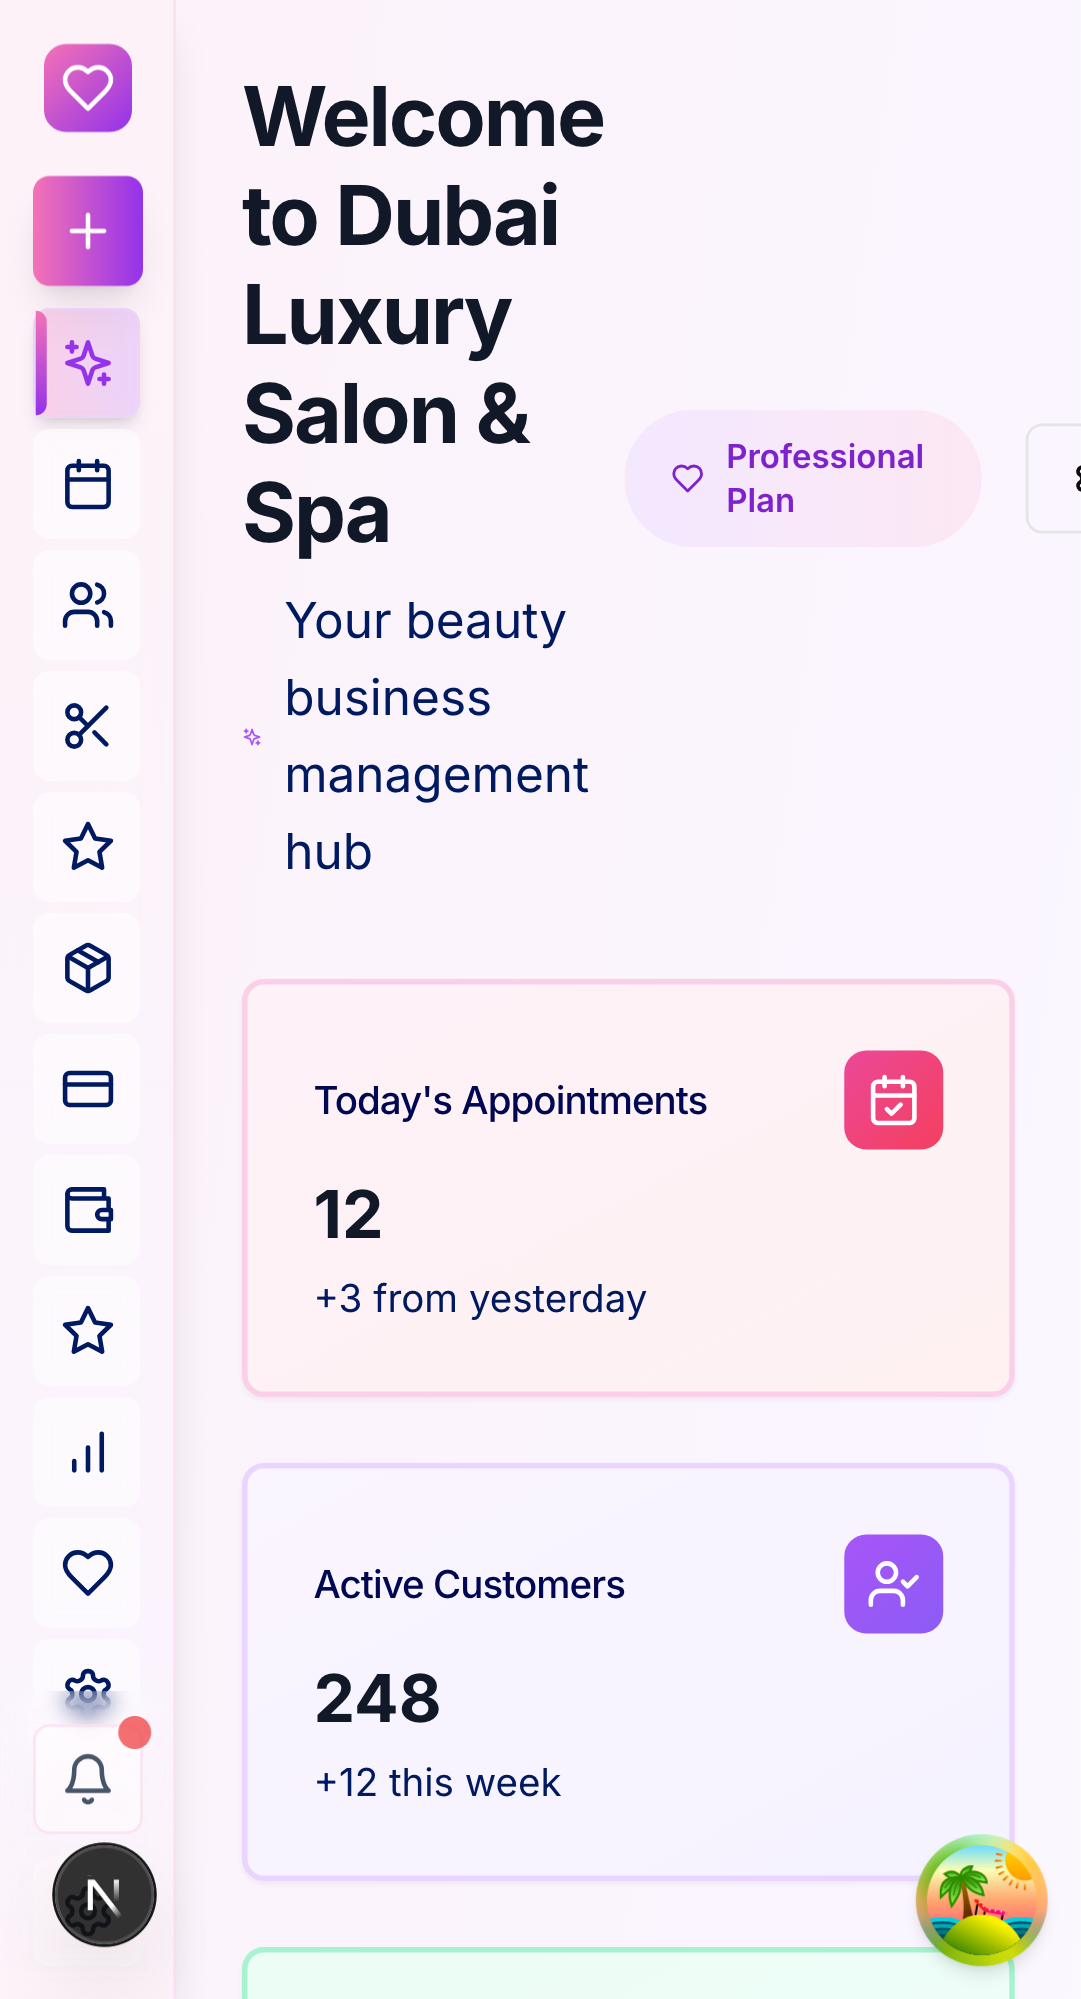 Welcome
to Dubai
Luxury
Salon &
Spa
Professional
Plan
Your beauty
business
management
hub
Today's Appointments
12
+3 from yesterday
Active Customers
248
+12 this week
N